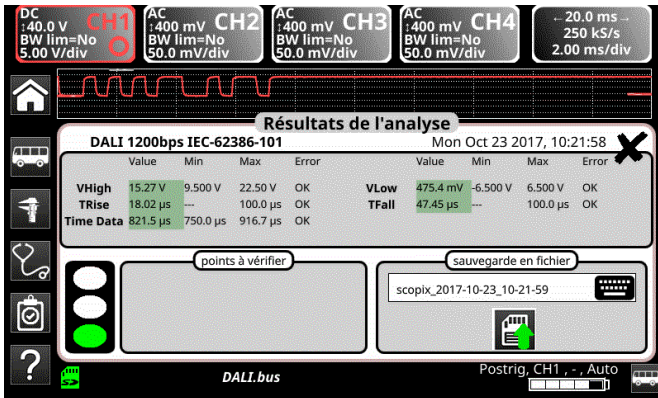 DC
↕40.0 V CH1
BW lim=No
5.00 V/div
AC
↕400 mV CH2
BW lim=No
50.0 mV/div
AC
↕400 mV CH3
BW lim=No
50.0 mV/div
AC
↕400 mV CH4
BW lim=No
50.0 mV/div
←20.0 ms→
250 kS/s
2.00 ms/div
Résultats de l'analyse
DALI 1200bps IEC-62386-101 Mon Oct 23 2017, 10:21:58
Value Min Max Error Value Min Max Error
VHigh 15.27 V 9.500 V 22.50 V OK VLow 475.4 mV -6.500 V 6.500 V OK
TRise 18.02 µs --- 100.0 µs OK TFall 47.45 µs --- 100.0 µs OK
Time Data 821.5 µs 750.0 µs 916.7 µs OK
points à vérifier
sauvegarde en fichier
scopix_2017-10-23_10-21-59
?
SD
DALI.bus
Postrig, CH1 , - , Auto